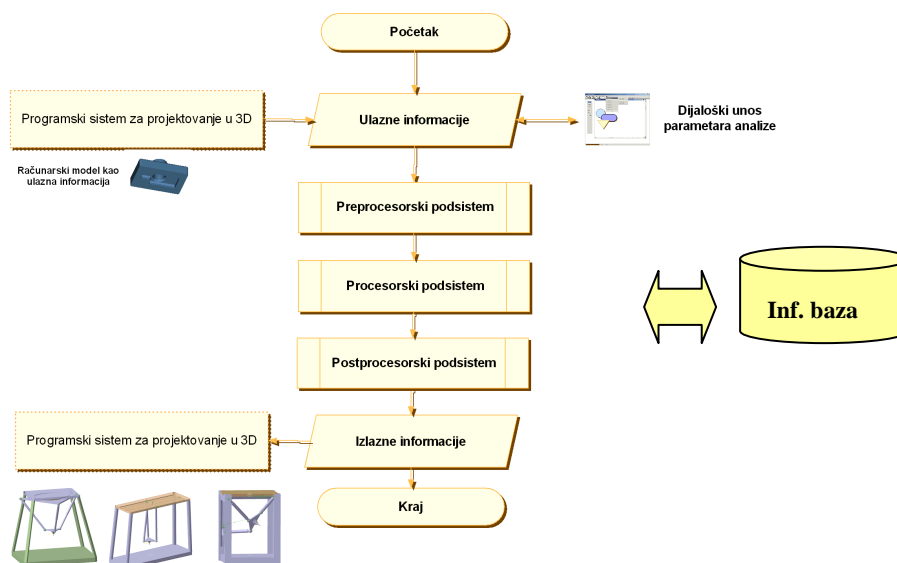 Početak
Programski sistem za projektovanje u 3D
Ulazne informacije
Dijaloški unos
parametara analize
Računarski model kao
ulazna informacija
Preprocesorski podsistem
Procesorski podsistem
Inf. baza
Postprocesorski podsistem
Programski sistem za projektovanje u 3D
Izlazne informacije
Kraj